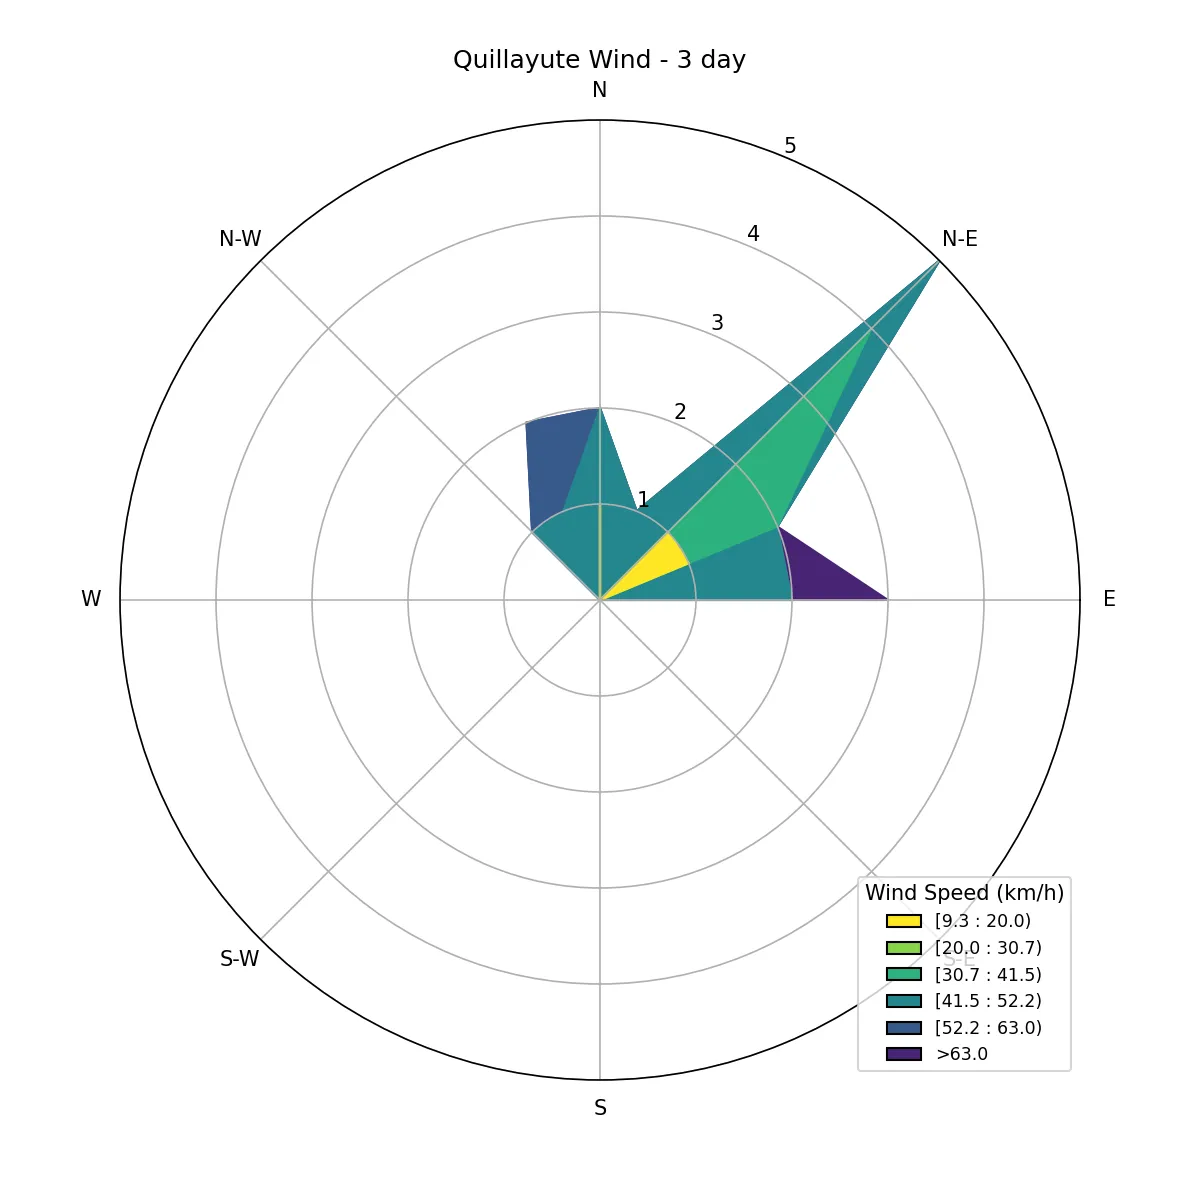 Quillayute Wind - 3 day
N
5
N-W
4
N-E
3
2
1
W
E
Wind Speed (km/h)
[9.3 : 20.0)
[20.0 : 30.7)
S-W
S-E
[30.7 : 41.5)
[41.5 : 52.2)
[52.2 : 63.0)
>63.0
S